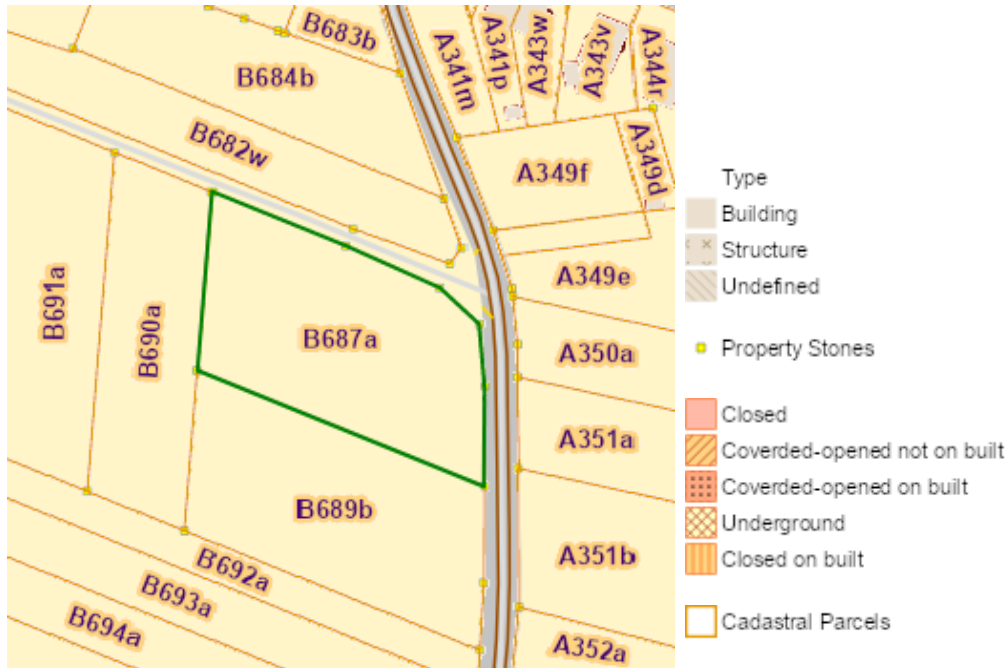 B683b
A341m
A341p
A343w
A343v
A344r
B684b
B682w
A349f
A349d
B691a
B690a
B687a
A349e
A350a
A351a
B689b
A351b
B692a
B693a
B694a
A352a
Type
Building
Structure
Undefined
Property Stones
Closed
Coverded-opened not on built
Coverded-opened on built
Underground
Closed on built
Cadastral Parcels